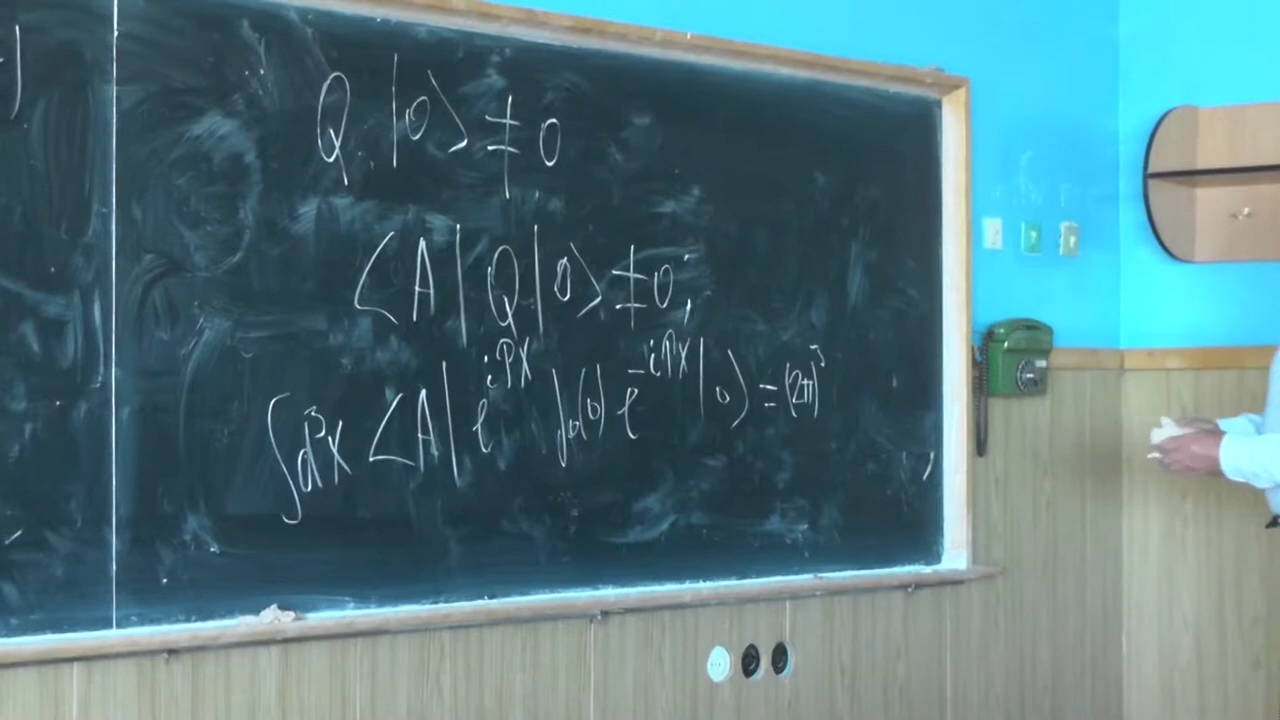 Q |0⟩ ≠ 0
⟨A| Q |0⟩ ≠ 0,
∫d³x ⟨A| e^{iPx} j₀(0) e^{-iPx} |0⟩ = (2π)³